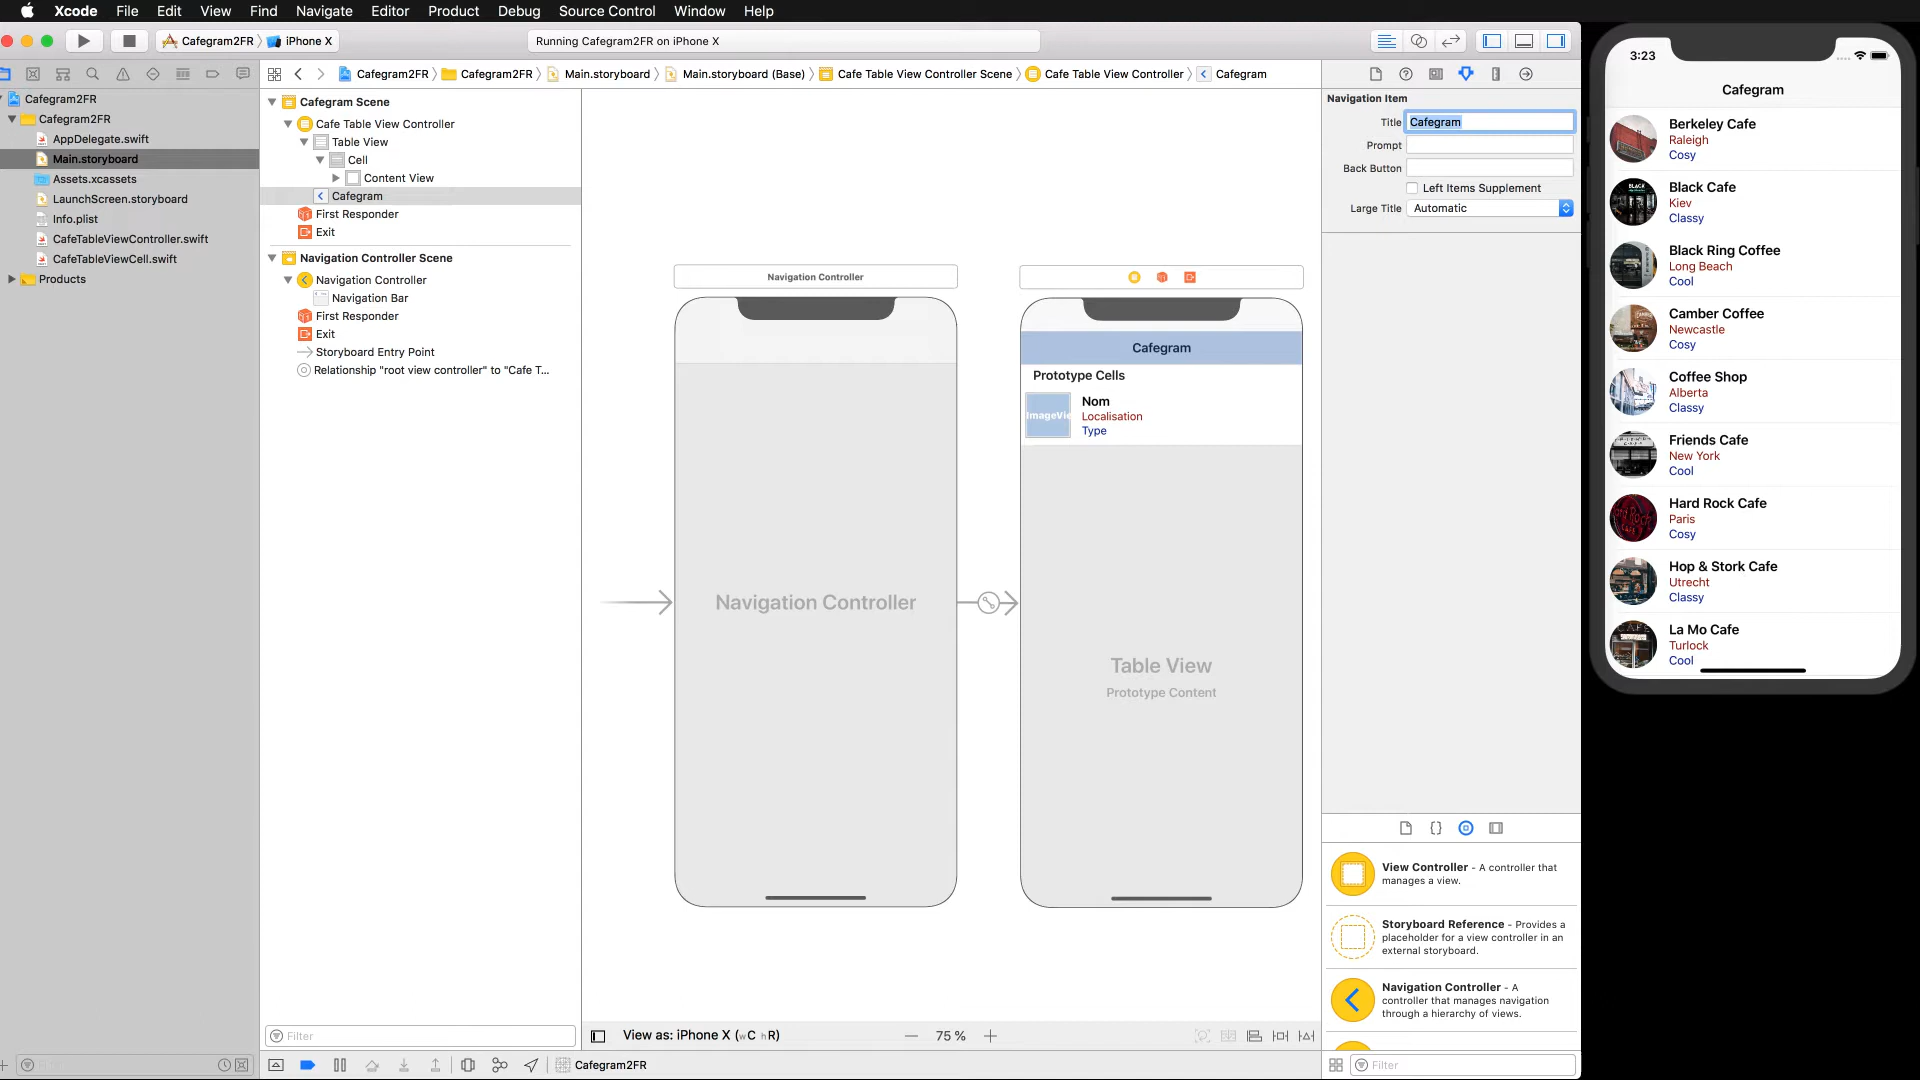 Xcode File Edit View Find Navigate Editor Product Debug Source Control Window Help
Cafegram2FR iPhone X
Running Cafegram2FR on iPhone X
Cafegram2FR Cafegram2FR Main.storyboard Main.storyboard (Base) Cafe Table View Controller Scene Cafe Table View Controller Cafegram
Cafegram2FR
Cafegram2FR
AppDelegate.swift
Main.storyboard
Assets.xcassets
LaunchScreen.storyboard
Info.plist
CafeTableViewController.swift
CafeTableViewCell.swift
Products
Cafegram Scene
Cafe Table View Controller
Table View
Cell
Content View
Cafegram
First Responder
Exit
Navigation Controller Scene
Navigation Controller
Navigation Bar
First Responder
Exit
Storyboard Entry Point
Relationship "root view controller" to "Cafe T...
Filter
Navigation Controller
Navigation Controller
Cafegram
Prototype Cells
ImageVie
Nom
Localisation
Type
Table View
Prototype Content
View as: iPhone X (wC hR)
75 %
Cafegram2FR
Navigation Item
Title Cafegram
Prompt
Back Button
Left Items Supplement
Large Title Automatic
View Controller - A controller that
manages a view.
Storyboard Reference - Provides a
placeholder for a view controller in an
external storyboard.
Navigation Controller - A
controller that manages navigation
through a hierarchy of views.
Filter
3:23
Cafegram
Berkeley Cafe
Raleigh
Cosy
Black Cafe
Kiev
Classy
Black Ring Coffee
Long Beach
Cool
Camber Coffee
Newcastle
Cosy
Coffee Shop
Alberta
Classy
Friends Cafe
New York
Cool
Hard Rock Cafe
Paris
Cosy
Hop & Stork Cafe
Utrecht
Classy
La Mo Cafe
Turlock
Cool